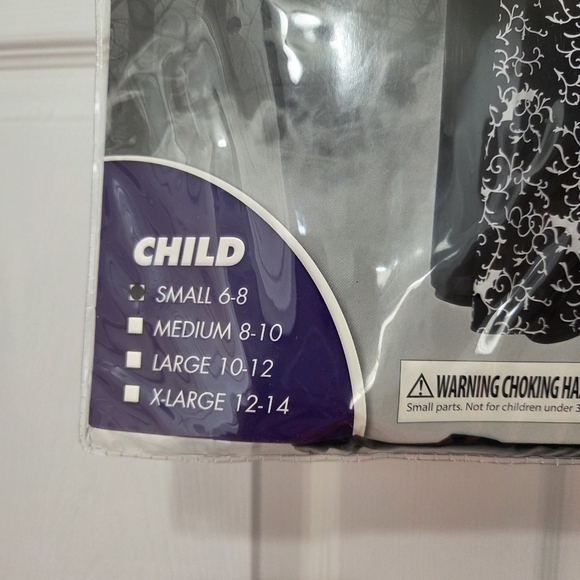 CHILD
SMALL 6-8
MEDIUM 8-10
LARGE 10-12
X-LARGE 12-14
WARNING CHOKING HA
Small parts. Not for children under 3